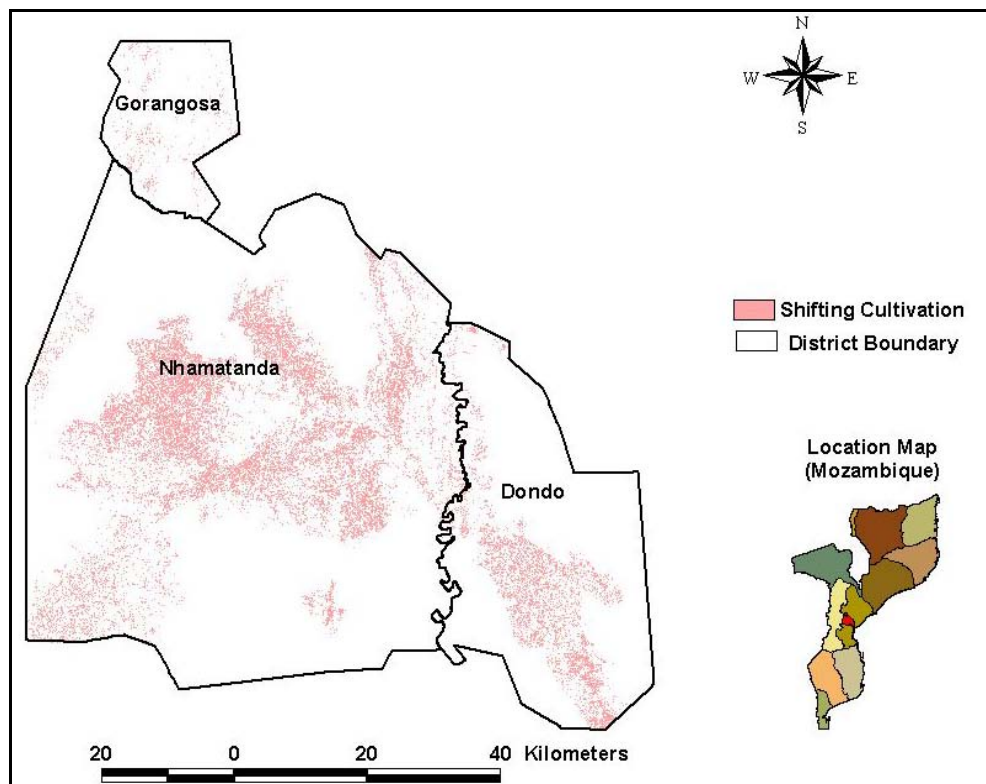 N
W E
S
Gorangosa
Shifting Cultivation
District Boundary
Nhamatanda
Location Map
(Mozambique)
Dondo
20 0 20 40 Kilometers